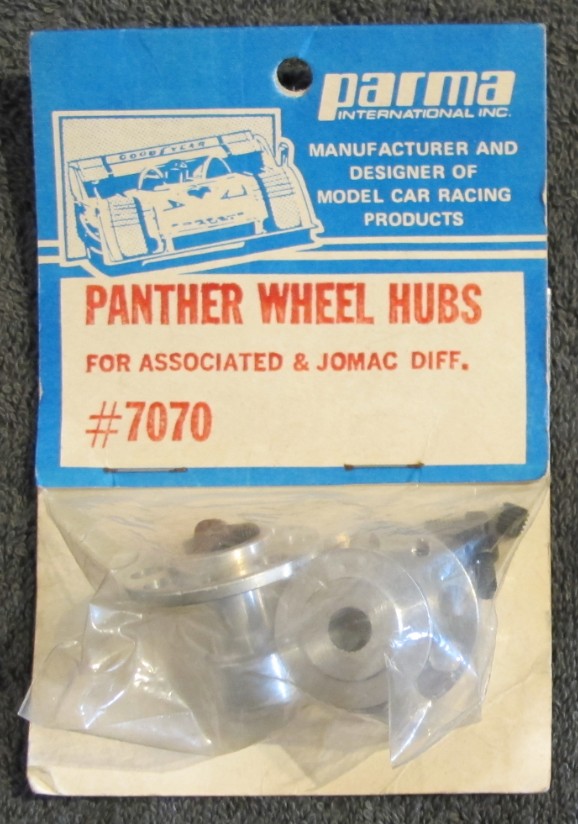 parma
INTERNATIONAL INC.
MANUFACTURER AND
DESIGNER OF
MODEL CAR RACING
PRODUCTS
GOODYEAR
PANTHER WHEEL HUBS
FOR ASSOCIATED & JOMAC DIFF.
#7070